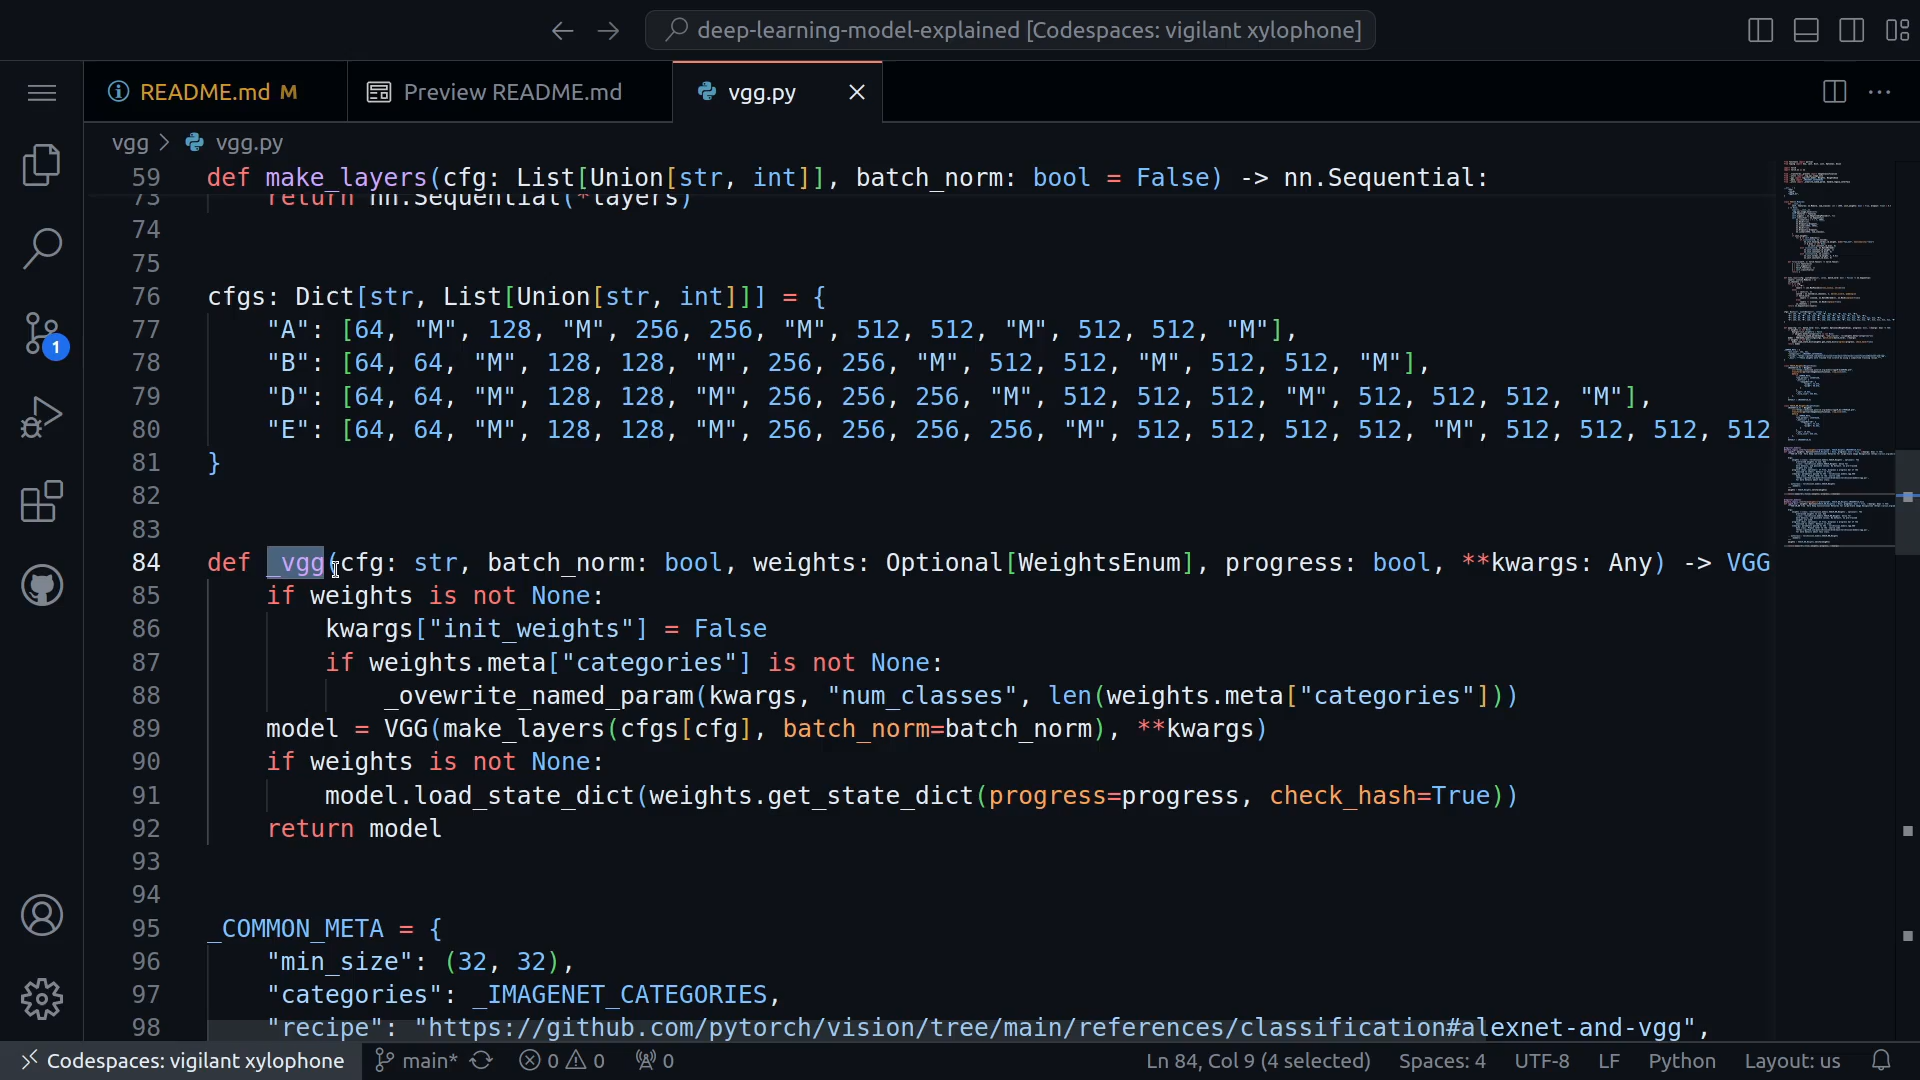 deep-learning-model-explained [Codespaces: vigilant xylophone]
README.md M
Preview README.md
vgg.py
vgg > vgg.py
59 def make_layers(cfg: List[Union[str, int]], batch_norm: bool = False) -> nn.Sequential:
73 return nn.Sequential(*layers)
74
75
76 cfgs: Dict[str, List[Union[str, int]]] = {
77 "A": [64, "M", 128, "M", 256, 256, "M", 512, 512, "M", 512, 512, "M"],
78 "B": [64, 64, "M", 128, 128, "M", 256, 256, "M", 512, 512, "M", 512, 512, "M"],
79 "D": [64, 64, "M", 128, 128, "M", 256, 256, 256, "M", 512, 512, 512, "M", 512, 512, 512, "M"],
80 "E": [64, 64, "M", 128, 128, "M", 256, 256, 256, 256, "M", 512, 512, 512, 512, "M", 512, 512, 512, 512
81 }
82
83
84 def _vgg(cfg: str, batch_norm: bool, weights: Optional[WeightsEnum], progress: bool, **kwargs: Any) -> VGG
85 if weights is not None:
86 kwargs["init_weights"] = False
87 if weights.meta["categories"] is not None:
88 _ovewrite_named_param(kwargs, "num_classes", len(weights.meta["categories"]))
89 model = VGG(make_layers(cfgs[cfg], batch_norm=batch_norm), **kwargs)
90 if weights is not None:
91 model.load_state_dict(weights.get_state_dict(progress=progress, check_hash=True))
92 return model
93
94
95 _COMMON_META = {
96 "min_size": (32, 32),
97 "categories": _IMAGENET_CATEGORIES,
98 "recipe": "https://github.com/pytorch/vision/tree/main/references/classification#alexnet-and-vgg",
1
Codespaces: vigilant xylophone main* 0 0 0 Ln 84, Col 9 (4 selected) Spaces: 4 UTF-8 LF Python Layout: us